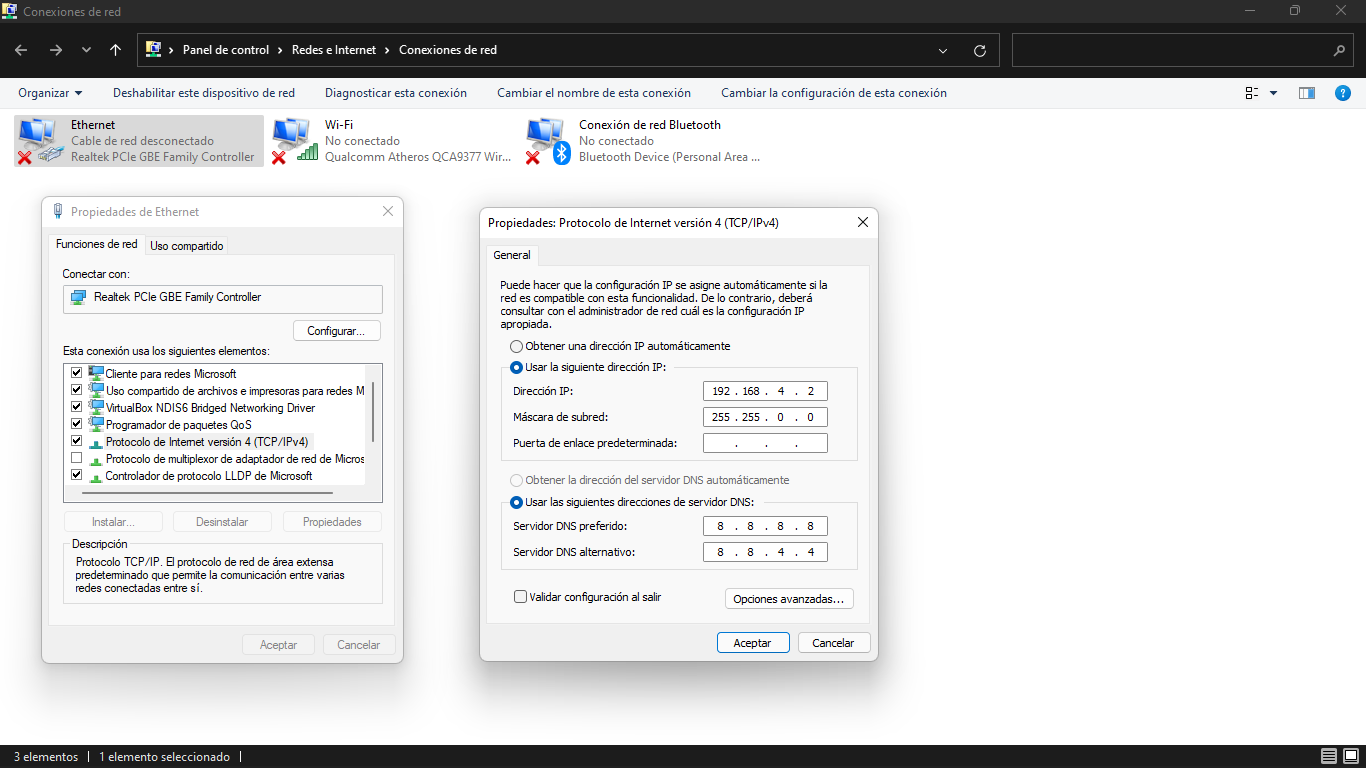 Conexiones de red
Panel de control > Redes e Internet > Conexiones de red
Organizar Deshabilitar este dispositivo de red Diagnosticar esta conexión Cambiar el nombre de esta conexión Cambiar la configuración de esta conexión
Ethernet
Cable de red desconectado
Realtek PCIe GBE Family Controller
Wi-Fi
No conectado
Qualcomm Atheros QCA9377 Wir...
Conexión de red Bluetooth
No conectado
Bluetooth Device (Personal Area ...
Propiedades de Ethernet
Funciones de red Uso compartido
Conectar con:
Realtek PCIe GBE Family Controller
Configurar...
Esta conexión usa los siguientes elementos:
Cliente para redes Microsoft
Uso compartido de archivos e impresoras para redes M
VirtualBox NDIS6 Bridged Networking Driver
Programador de paquetes QoS
Protocolo de Internet versión 4 (TCP/IPv4)
Protocolo de multiplexor de adaptador de red de Micros
Controlador de protocolo LLDP de Microsoft
Instalar... Desinstalar Propiedades
Descripción
Protocolo TCP/IP. El protocolo de red de área extensa
predeterminado que permite la comunicación entre varias
redes conectadas entre sí.
Aceptar Cancelar
Propiedades: Protocolo de Internet versión 4 (TCP/IPv4)
General
Puede hacer que la configuración IP se asigne automáticamente si la
red es compatible con esta funcionalidad. De lo contrario, deberá
consultar con el administrador de red cuál es la configuración IP
apropiada.
Obtener una dirección IP automáticamente
Usar la siguiente dirección IP:
Dirección IP: 192 . 168 . 4 . 2
Máscara de subred: 255 . 255 . 0 . 0
Puerta de enlace predeterminada: . . .
Obtener la dirección del servidor DNS automáticamente
Usar las siguientes direcciones de servidor DNS:
Servidor DNS preferido: 8 . 8 . 8 . 8
Servidor DNS alternativo: 8 . 8 . 4 . 4
Validar configuración al salir Opciones avanzadas...
Aceptar Cancelar
3 elementos 1 elemento seleccionado